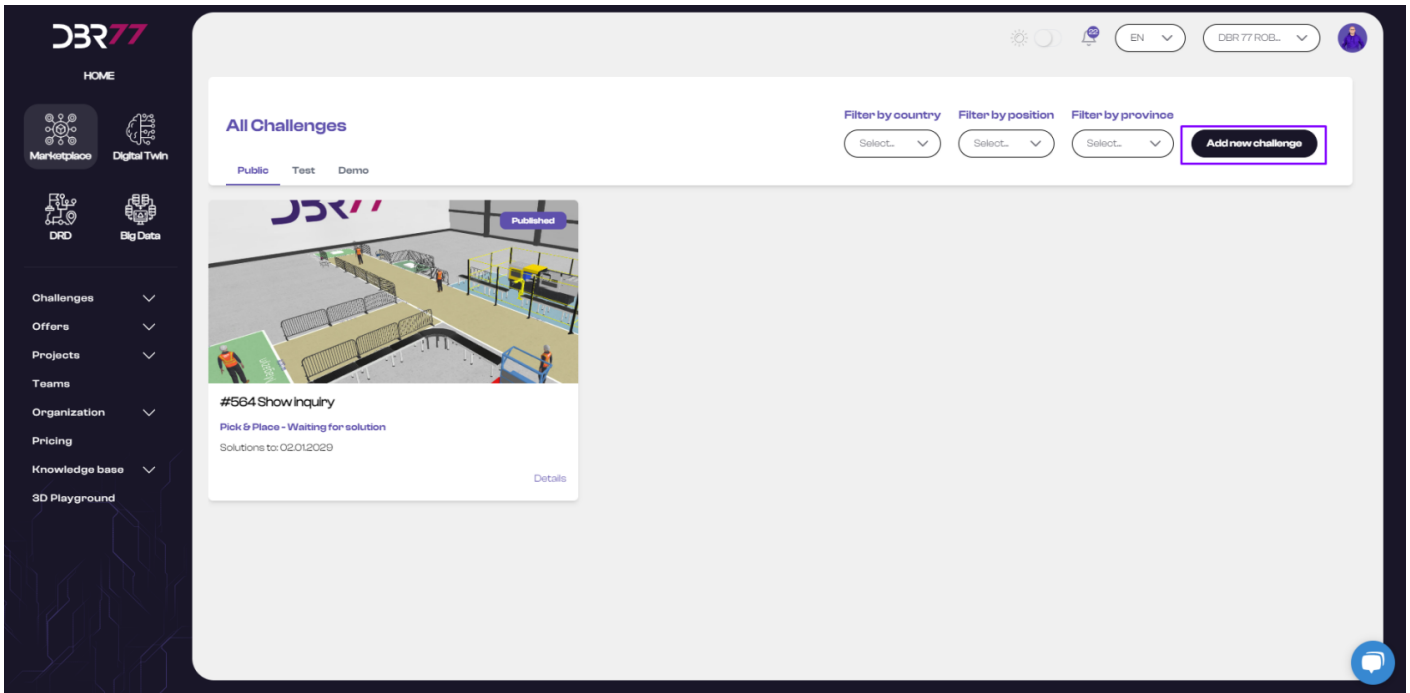 DBR77
HOME
Marketplace
Digital Twin
DRD
Big Data
Challenges
Offers
Projects
Teams
Organization
Pricing
Knowledge base
3D Playground
EN
DBR 77 ROB...
All Challenges
Filter by country
Filter by position
Filter by province
Select...
Select...
Select...
Add new challenge
Public
Test
Demo
DBR77
Published
#564 Show inquiry
Pick & Place - Waiting for solution
Solutions to: 02.01.2029
Details